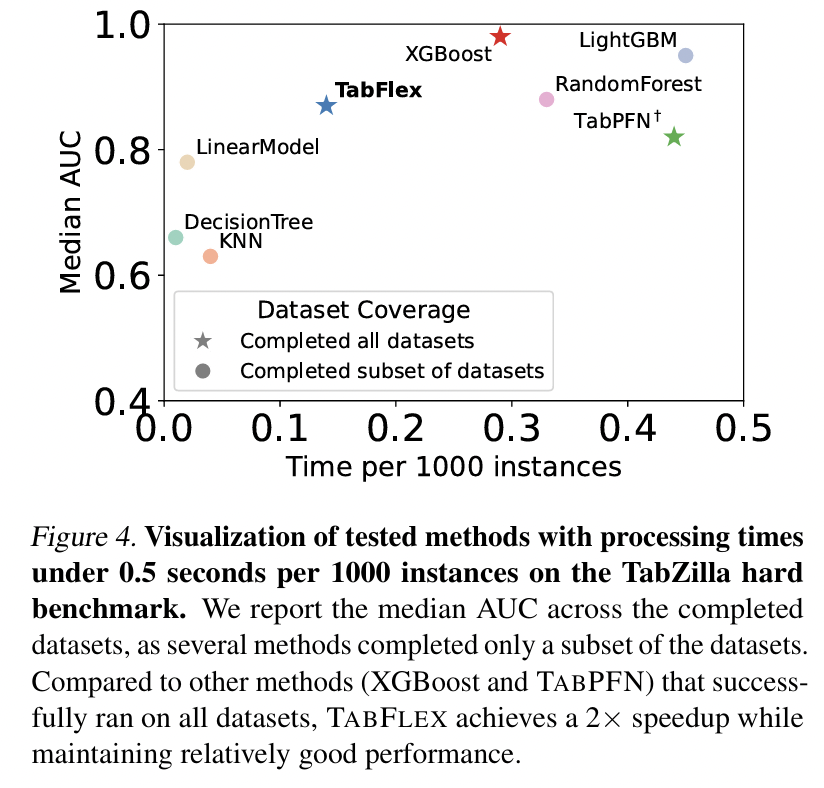 1.0
LightGBM
XGBoost
TabFlex
RandomForest
TabPFN†
0.8
LinearModel
Median AUC
DecisionTree
KNN
0.6
Dataset Coverage
Completed all datasets
Completed subset of datasets
0.4
0.0 0.1 0.2 0.3 0.4 0.5
Time per 1000 instances
Figure 4. Visualization of tested methods with processing times
under 0.5 seconds per 1000 instances on the TabZilla hard
benchmark. We report the median AUC across the completed
datasets, as several methods completed only a subset of the datasets.
Compared to other methods (XGBoost and TABPFN) that success-
fully ran on all datasets, TABFLEX achieves a 2× speedup while
maintaining relatively good performance.